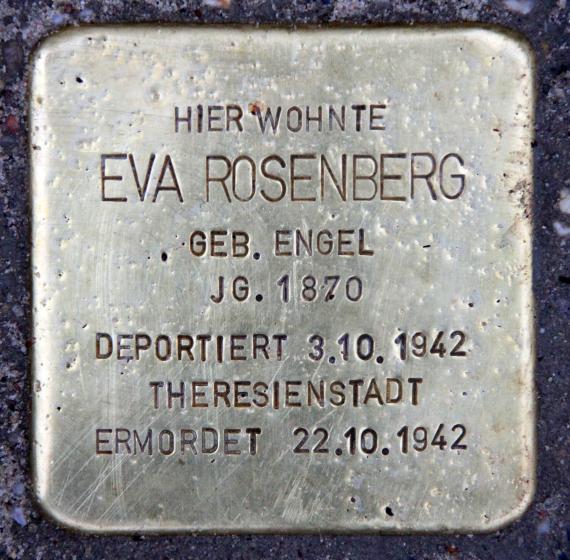 HIER WOHNTE
EVA ROSENBERG
GEB. ENGEL
JG. 1870
DEPORTIERT 3.10.1942
THERESIENSTADT
ERMORDET 22.10.1942